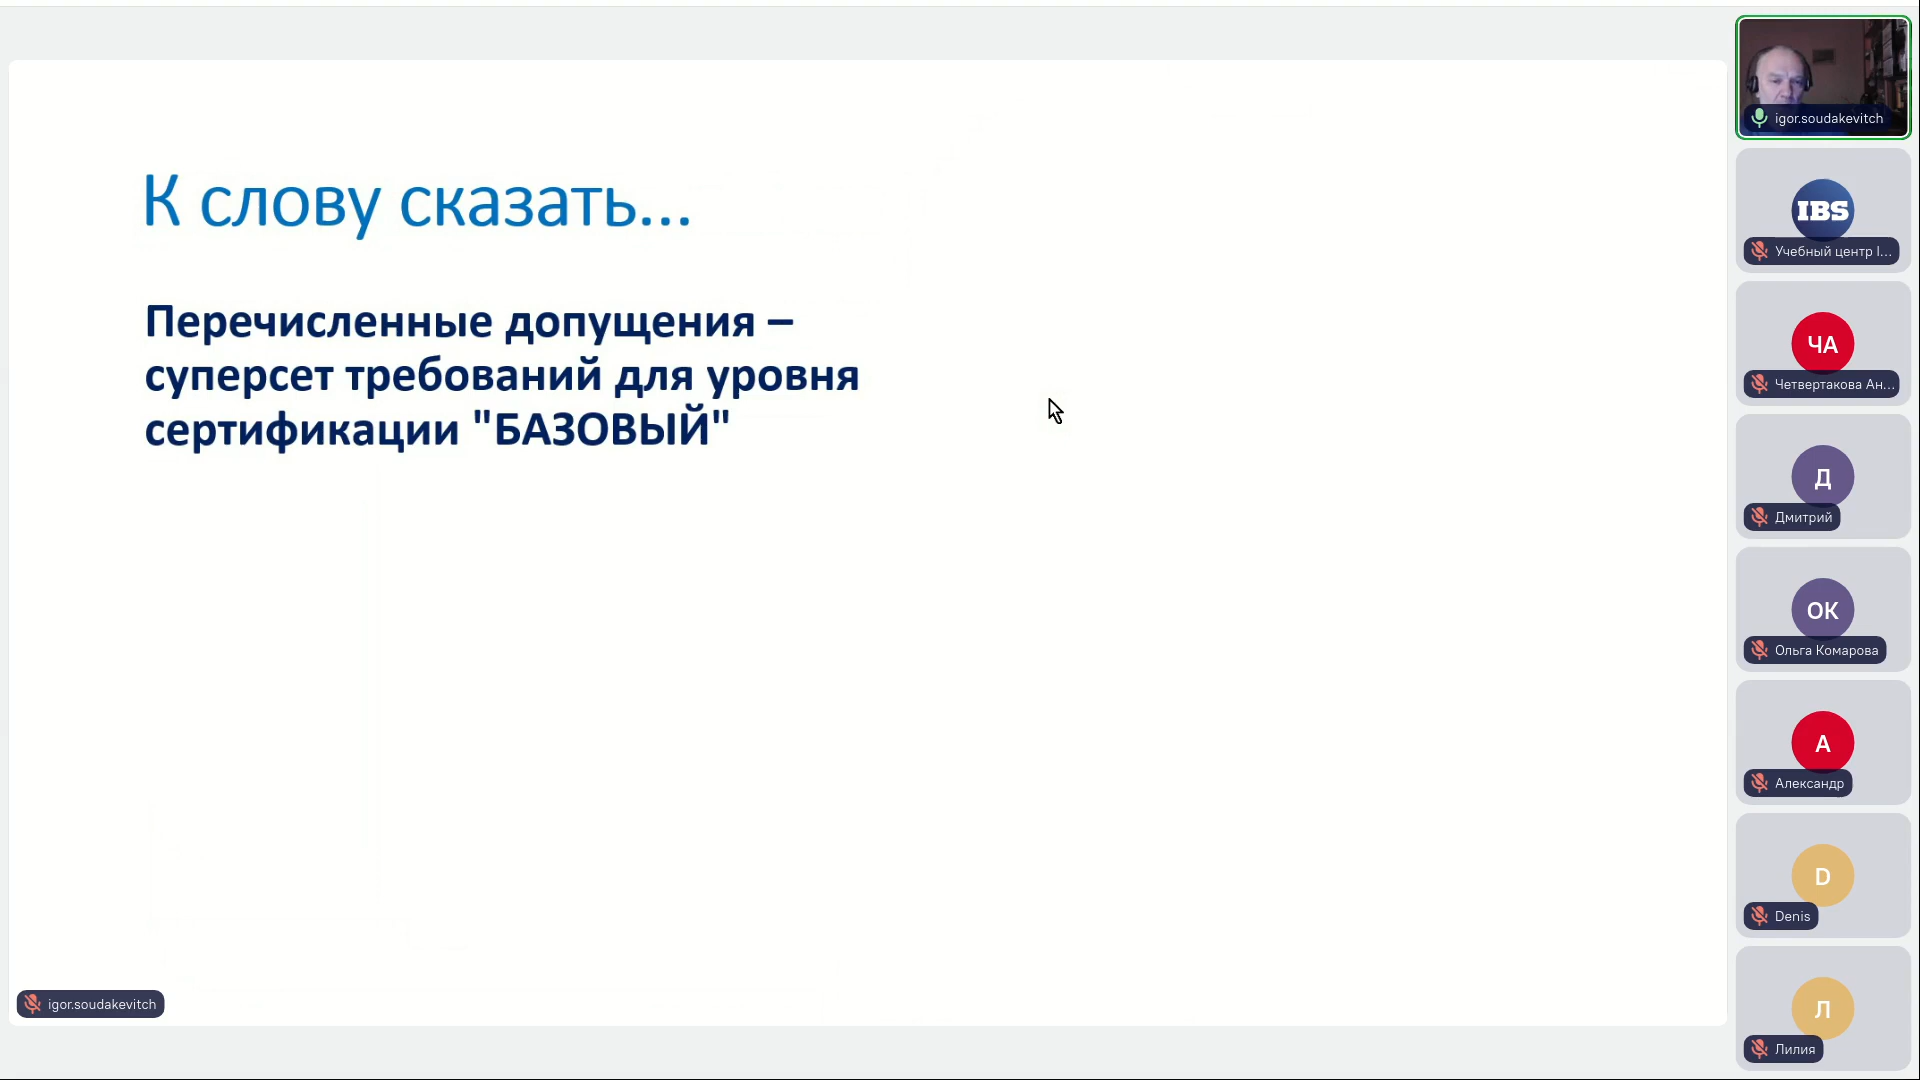 К слову сказать...
Перечисленные допущения –
суперсет требований для уровня
сертификации "БАЗОВЫЙ"
igor.soudakevitch
igor.soudakevitch
IBS
Учебный центр I...
ЧА
Четвертакова Ан...
Д
Дмитрий
ОК
Ольга Комарова
А
Александр
D
Denis
Л
Лилия